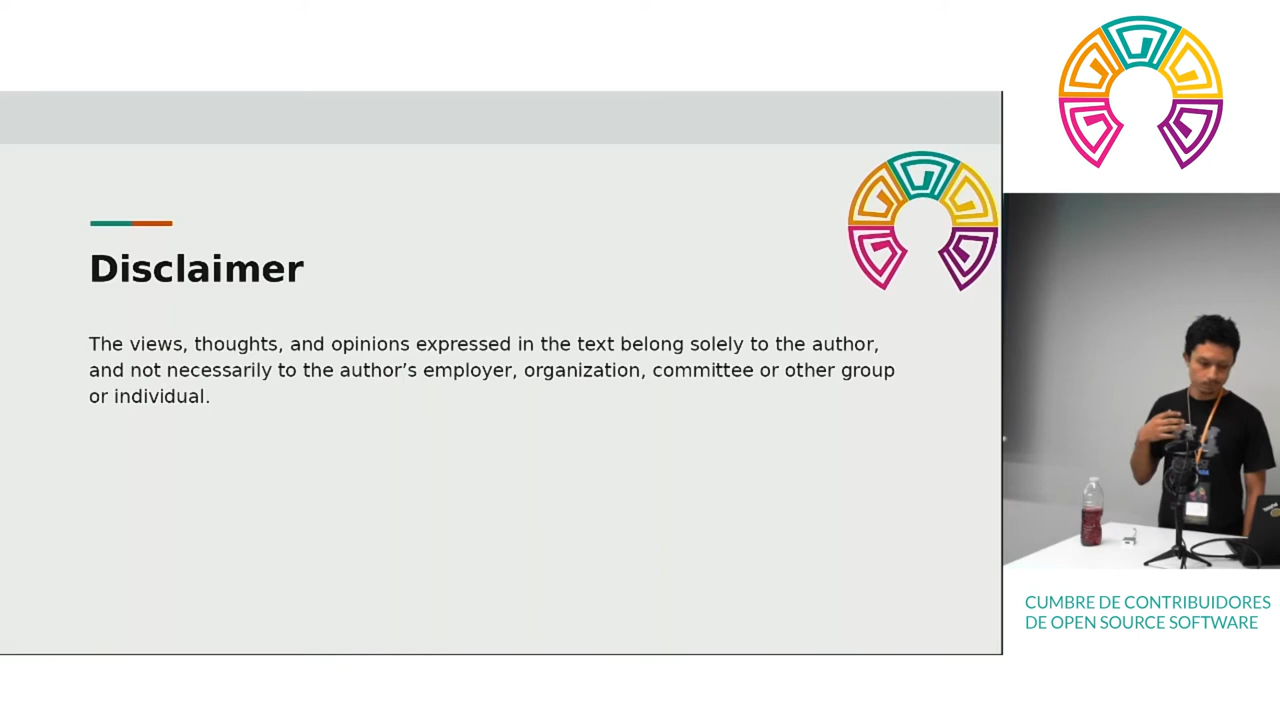 Disclaimer
The views, thoughts, and opinions expressed in the text belong solely to the author,
and not necessarily to the author’s employer, organization, committee or other group
or individual.
CUMBRE DE CONTRIBUIDORES
DE OPEN SOURCE SOFTWARE